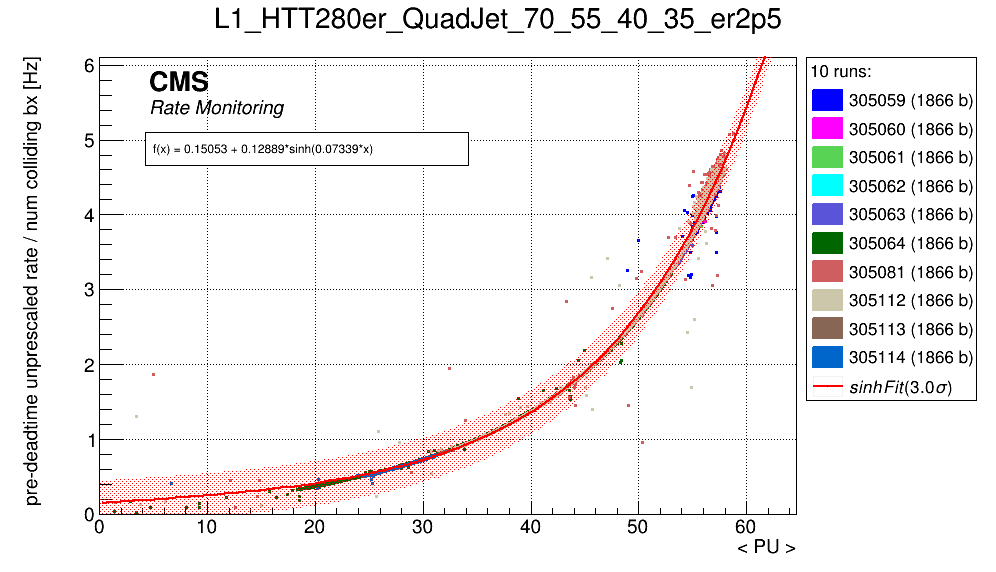 L1_HTT280er_QuadJet_70_55_40_35_er2p5
pre-deadtime unprescaled rate / num colliding bx [Hz]
CMS
Rate Monitoring
f(x) = 0.15053 + 0.12889*sinh(0.07339*x)
6
5
4
3
2
1
0
0 10 20 30 40 50 60
< PU >
10 runs:
305059 (1866 b)
305060 (1866 b)
305061 (1866 b)
305062 (1866 b)
305063 (1866 b)
305064 (1866 b)
305081 (1866 b)
305112 (1866 b)
305113 (1866 b)
305114 (1866 b)
sinhFit(3.0σ)